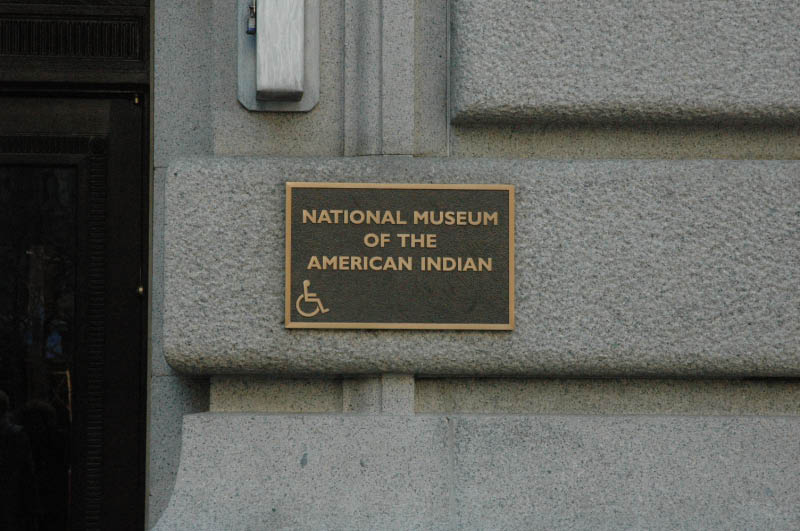 NATIONAL MUSEUM
OF THE
AMERICAN INDIAN